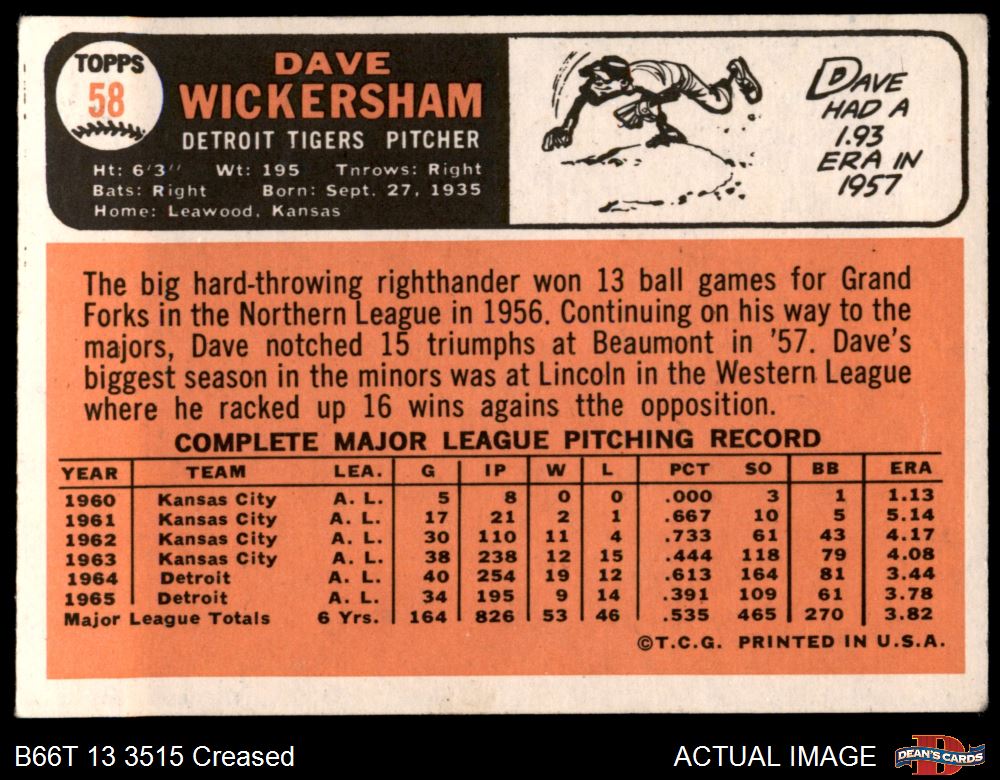 TOPPS
58
DAVE
WICKERSHAM
DETROIT TIGERS PITCHER
Ht: 6'3" Wt: 195 Tnrows: Right
Bats: Right Born: Sept. 27, 1935
Home: Leawood, Kansas
DAVE
HAD A
1.93
ERA IN
1957
The big hard-throwing righthander won 13 ball games for Grand
Forks in the Northern League in 1956. Continuing on his way to the
majors, Dave notched 15 triumphs at Beaumont in '57. Dave's
biggest season in the minors was at Lincoln in the Western League
where he racked up 16 wins agains tthe opposition.
COMPLETE MAJOR LEAGUE PITCHING RECORD
YEAR TEAM LEA. G IP W L PCT SO BB ERA
1960 Kansas City A. L. 5 8 0 0 .000 3 1 1.13
1961 Kansas City A. L. 17 21 2 1 .667 10 5 5.14
1962 Kansas City A. L. 30 110 11 4 .733 61 43 4.17
1963 Kansas City A. L. 38 238 12 15 .444 118 79 4.08
1964 Detroit A. L. 40 254 19 12 .613 164 81 3.44
1965 Detroit A. L. 34 195 9 14 .391 109 61 3.78
Major League Totals 6 Yrs. 164 826 53 46 .535 465 270 3.82
©T.C.G. PRINTED IN U.S.A.
B66T 13 3515 Creased
ACTUAL IMAGE
DEAN'S CARDS